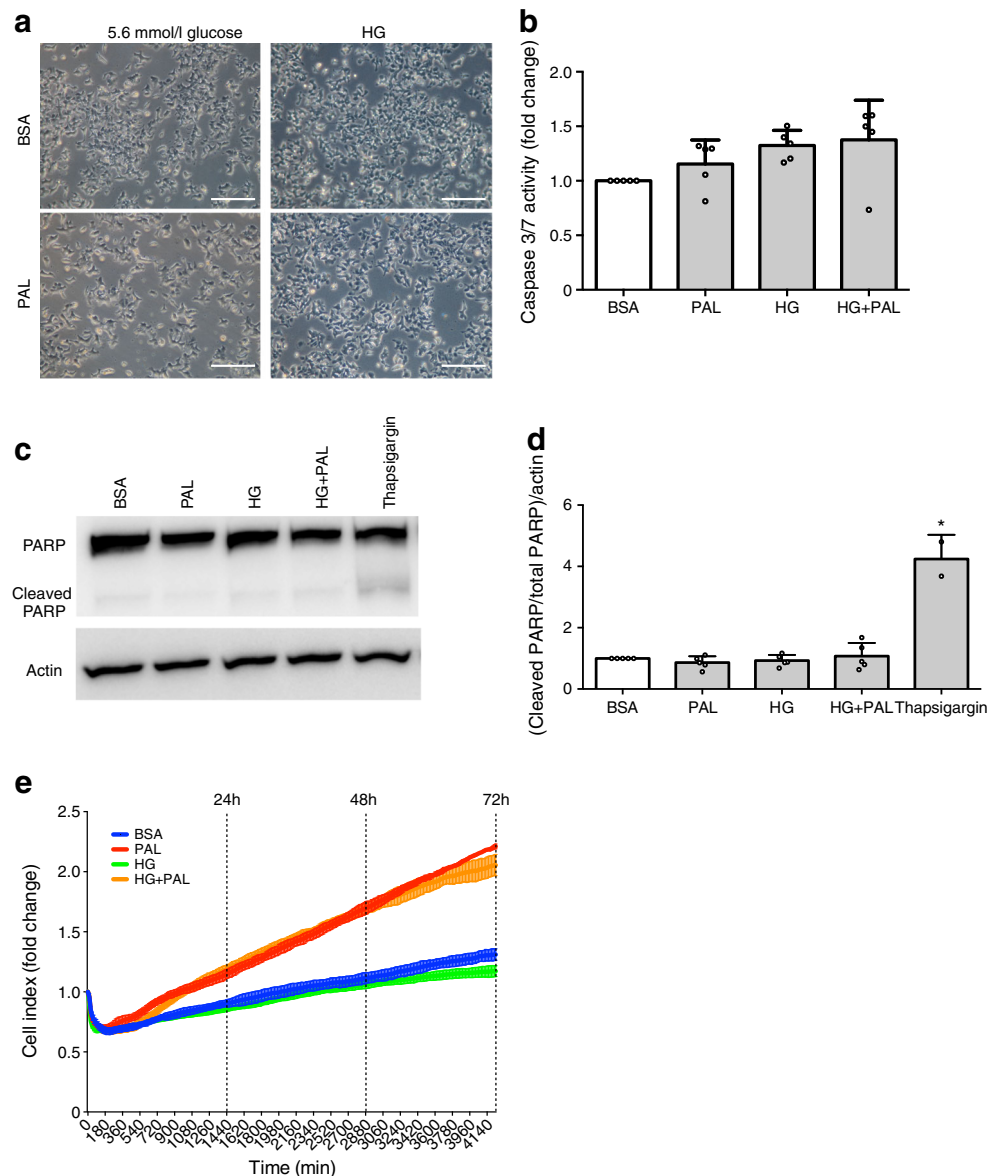 a
5.6 mmol/l glucose
HG
BSA
PAL
b
Caspase 3/7 activity (fold change)
2.0
1.5
1.0
0.5
0
BSA PAL HG HG+PAL
c
BSA PAL HG HG+PAL Thapsigargin
PARP
Cleaved
PARP
Actin
d
(Cleaved PARP/total PARP)/actin
6
4
2
0
*
BSA PAL HG HG+PAL Thapsigargin
e
24h 48h 72h
Cell index (fold change)
2.5
2.0
1.5
1.0
0.5
0
BSA
PAL
HG
HG+PAL
0 180 360 540 720 900 1080 1260 1440 1620 1800 1980 2160 2340 2520 2700 2880 3060 3240 3420 3600 3780 3960 4140
Time (min)